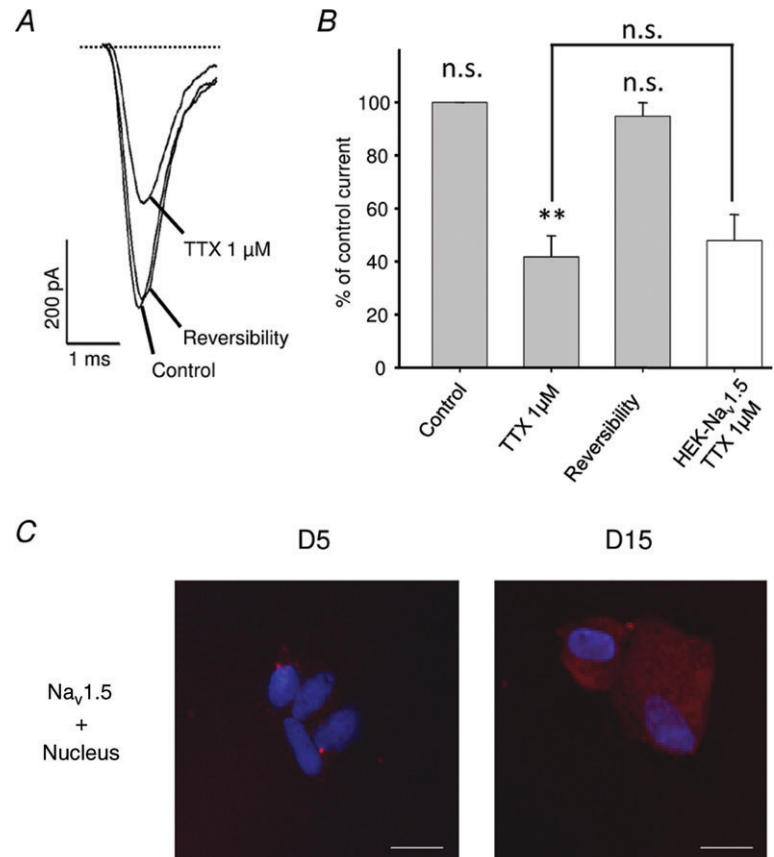 A
200 pA
1 ms
TTX 1 µM
Reversibility
Control
B
% of control current
100
80
60
40
20
0
n.s.
**
n.s.
n.s.
Control
TTX 1µM
Reversibility
HEK-Nav1.5
TTX 1µM
C
D5
D15
Nav1.5
+
Nucleus